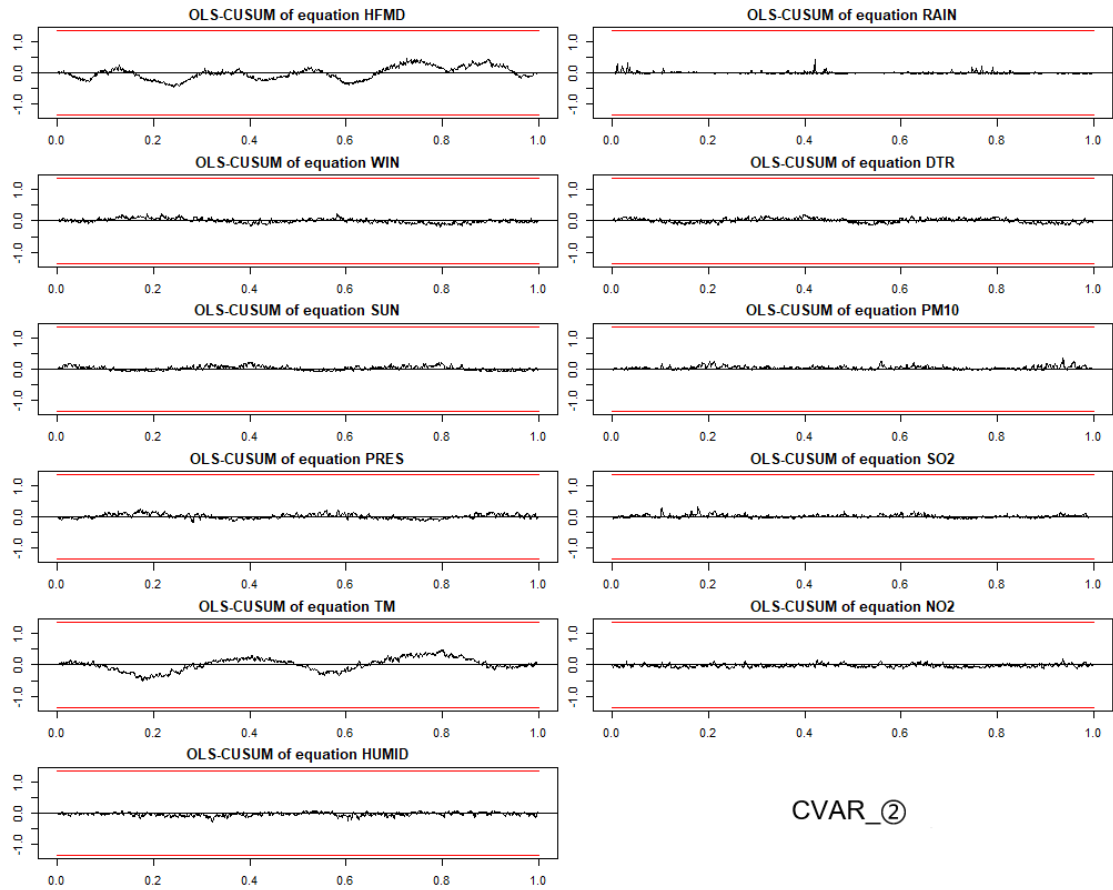 OLS-CUSUM of equation HFMD
1.0
0.0
-1.0
0.0 0.2 0.4 0.6 0.8 1.0
OLS-CUSUM of equation RAIN
1.0
0.0
-1.0
0.0 0.2 0.4 0.6 0.8 1.0
OLS-CUSUM of equation WIN
1.0
0.0
-1.0
0.0 0.2 0.4 0.6 0.8 1.0
OLS-CUSUM of equation DTR
1.0
0.0
-1.0
0.0 0.2 0.4 0.6 0.8 1.0
OLS-CUSUM of equation SUN
1.0
0.0
-1.0
0.0 0.2 0.4 0.6 0.8 1.0
OLS-CUSUM of equation PM10
1.0
0.0
-1.0
0.0 0.2 0.4 0.6 0.8 1.0
OLS-CUSUM of equation PRES
1.0
0.0
-1.0
0.0 0.2 0.4 0.6 0.8 1.0
OLS-CUSUM of equation SO2
1.0
0.0
-1.0
0.0 0.2 0.4 0.6 0.8 1.0
OLS-CUSUM of equation TM
1.0
0.0
-1.0
0.0 0.2 0.4 0.6 0.8 1.0
OLS-CUSUM of equation NO2
1.0
0.0
-1.0
0.0 0.2 0.4 0.6 0.8 1.0
OLS-CUSUM of equation HUMID
1.0
0.0
-1.0
0.0 0.2 0.4 0.6 0.8 1.0
CVAR_②